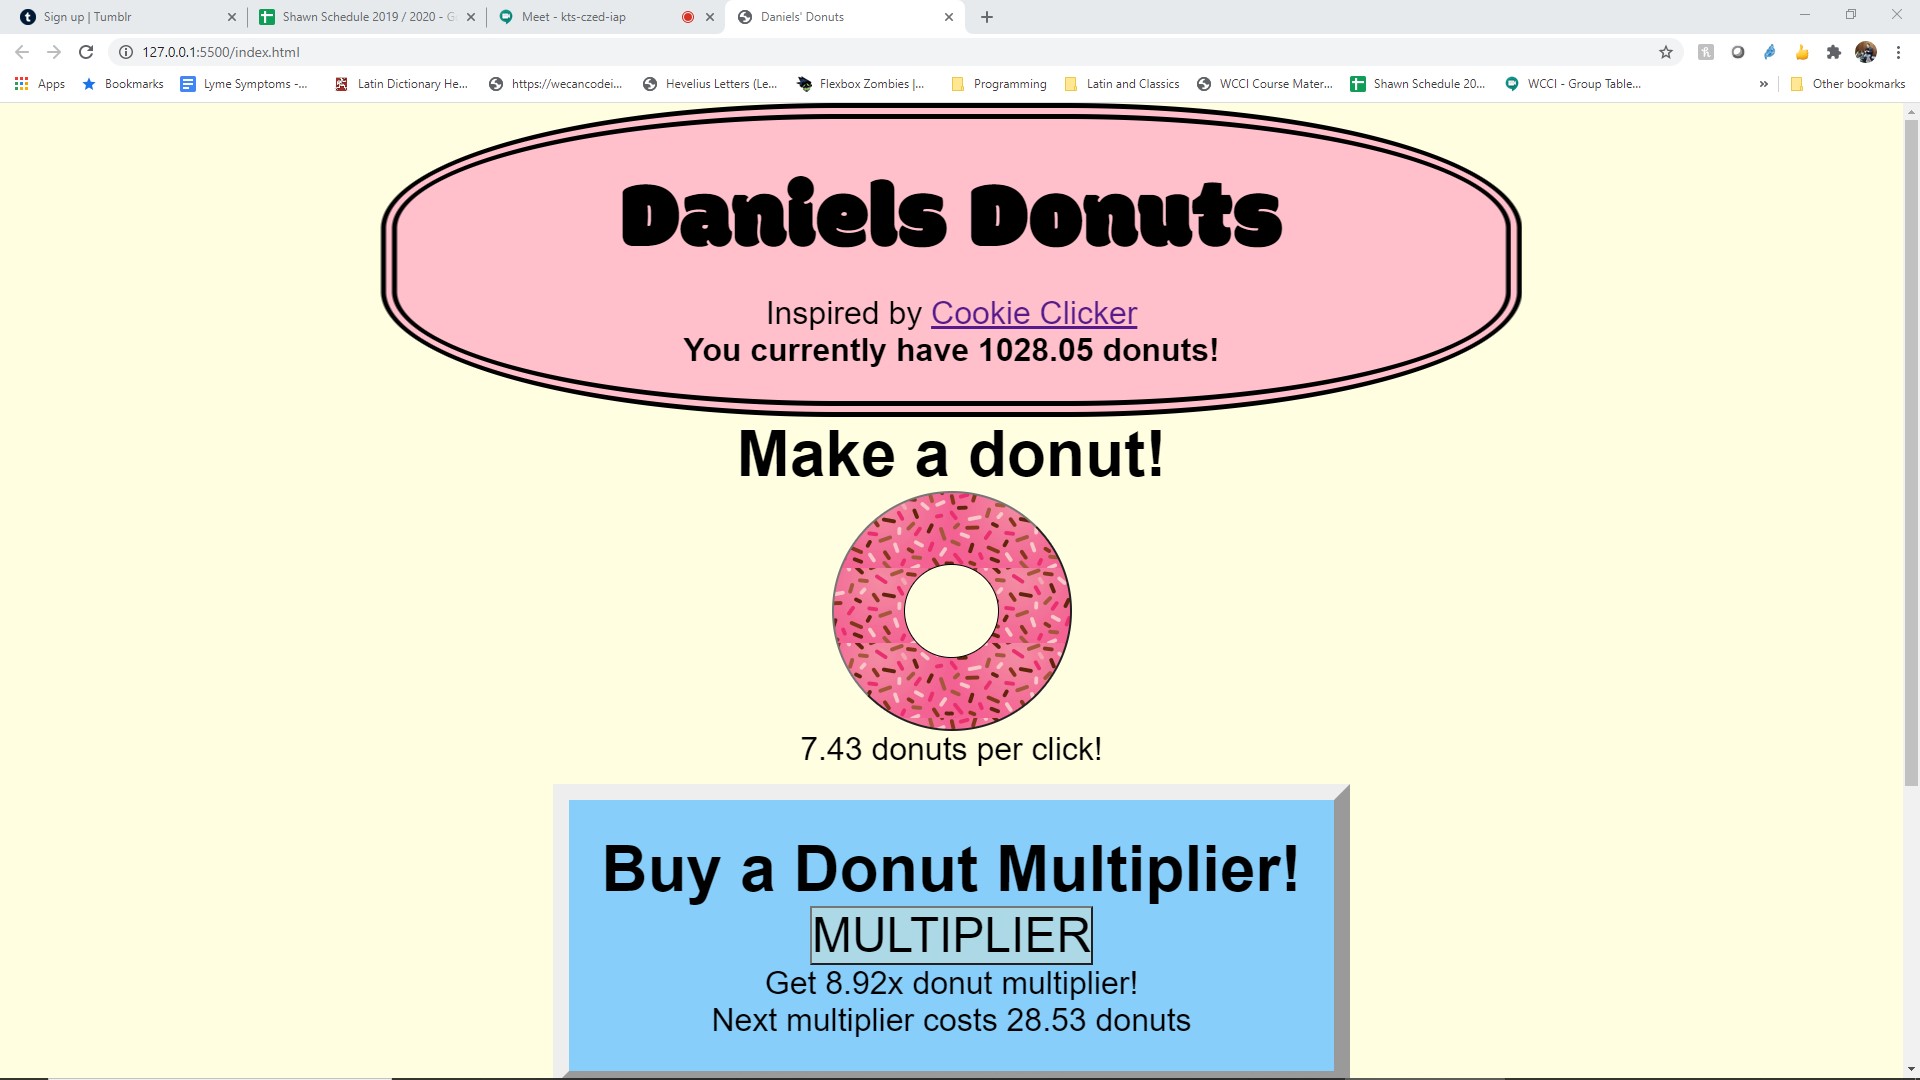 Sign up | Tumblr
Shawn Schedule 2019 / 2020 - G
Meet - kts-czed-iap
Daniels' Donuts
127.0.0.1:5500/index.html
Apps
Bookmarks
Lyme Symptoms -...
Latin Dictionary He...
https://wecancodei...
Hevelius Letters (Le...
Flexbox Zombies |...
Programming
Latin and Classics
WCCI Course Mater...
Shawn Schedule 20...
WCCI - Group Table...
»
Other bookmarks
Daniels Donuts
Inspired by Cookie Clicker
You currently have 1028.05 donuts!
Make a donut!
7.43 donuts per click!
Buy a Donut Multiplier!
MULTIPLIER
Get 8.92x donut multiplier!
Next multiplier costs 28.53 donuts